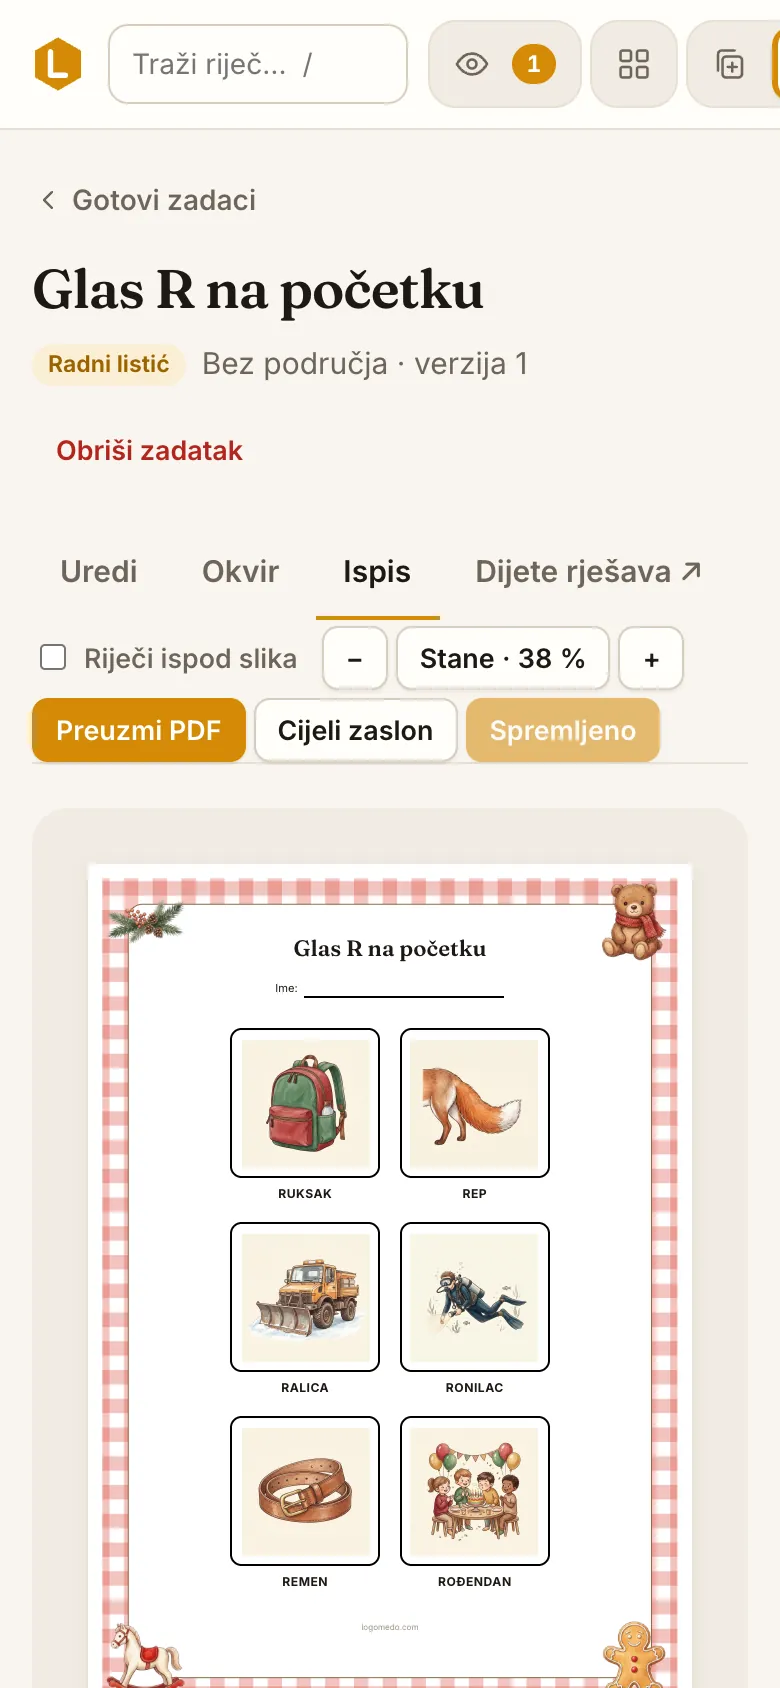 L
Traži riječ... /
1
Gotovi zadaci
Glas R na početku
Radni listić Bez područja · verzija 1
Obriši zadatak
Uredi Okvir Ispis Dijete rješava ↗
Riječi ispod slika − Stane · 38 % +
Preuzmi PDF Cijeli zaslon Spremljeno
Glas R na početku
Ime:
RUKSAK REP
RALICA RONILAC
REMEN ROĐENDAN
logomedo.com